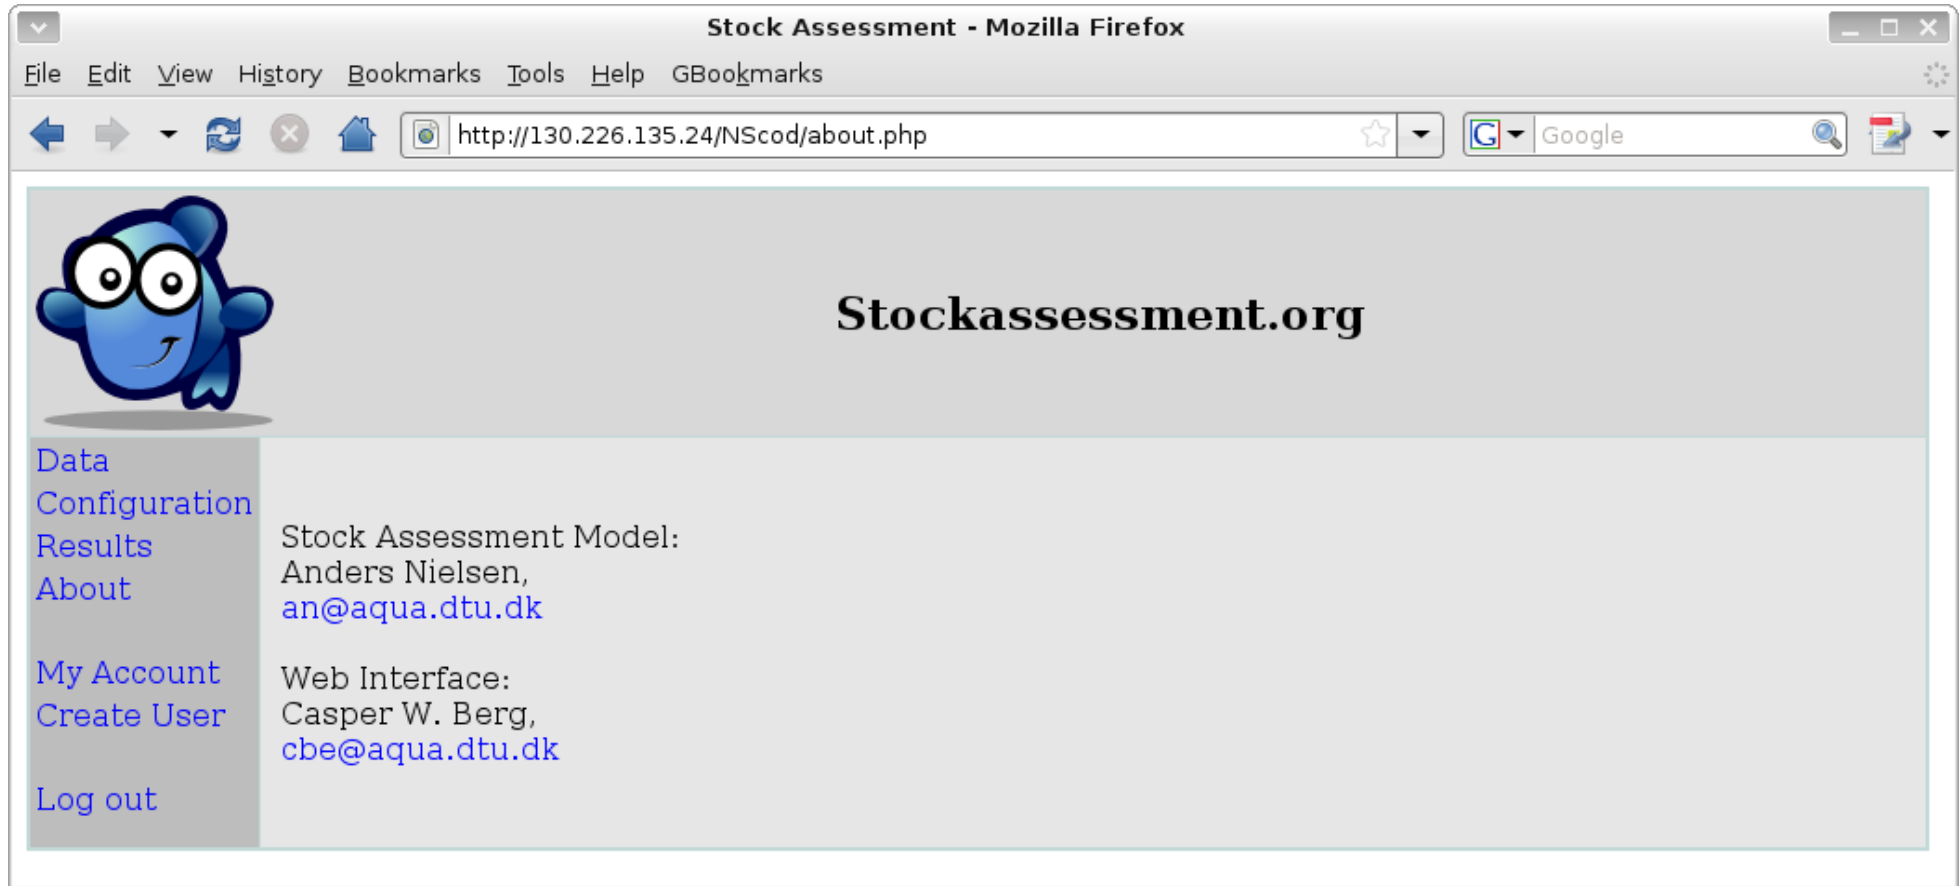 Stock Assessment - Mozilla Firefox
File Edit View History Bookmarks Tools Help GBookmarks
http://130.226.135.24/NScod/about.php
G Google
Stockassessment.org
Data
Configuration
Results
About
My Account
Create User
Log out
Stock Assessment Model:
Anders Nielsen,
an@aqua.dtu.dk
Web Interface:
Casper W. Berg,
cbe@aqua.dtu.dk